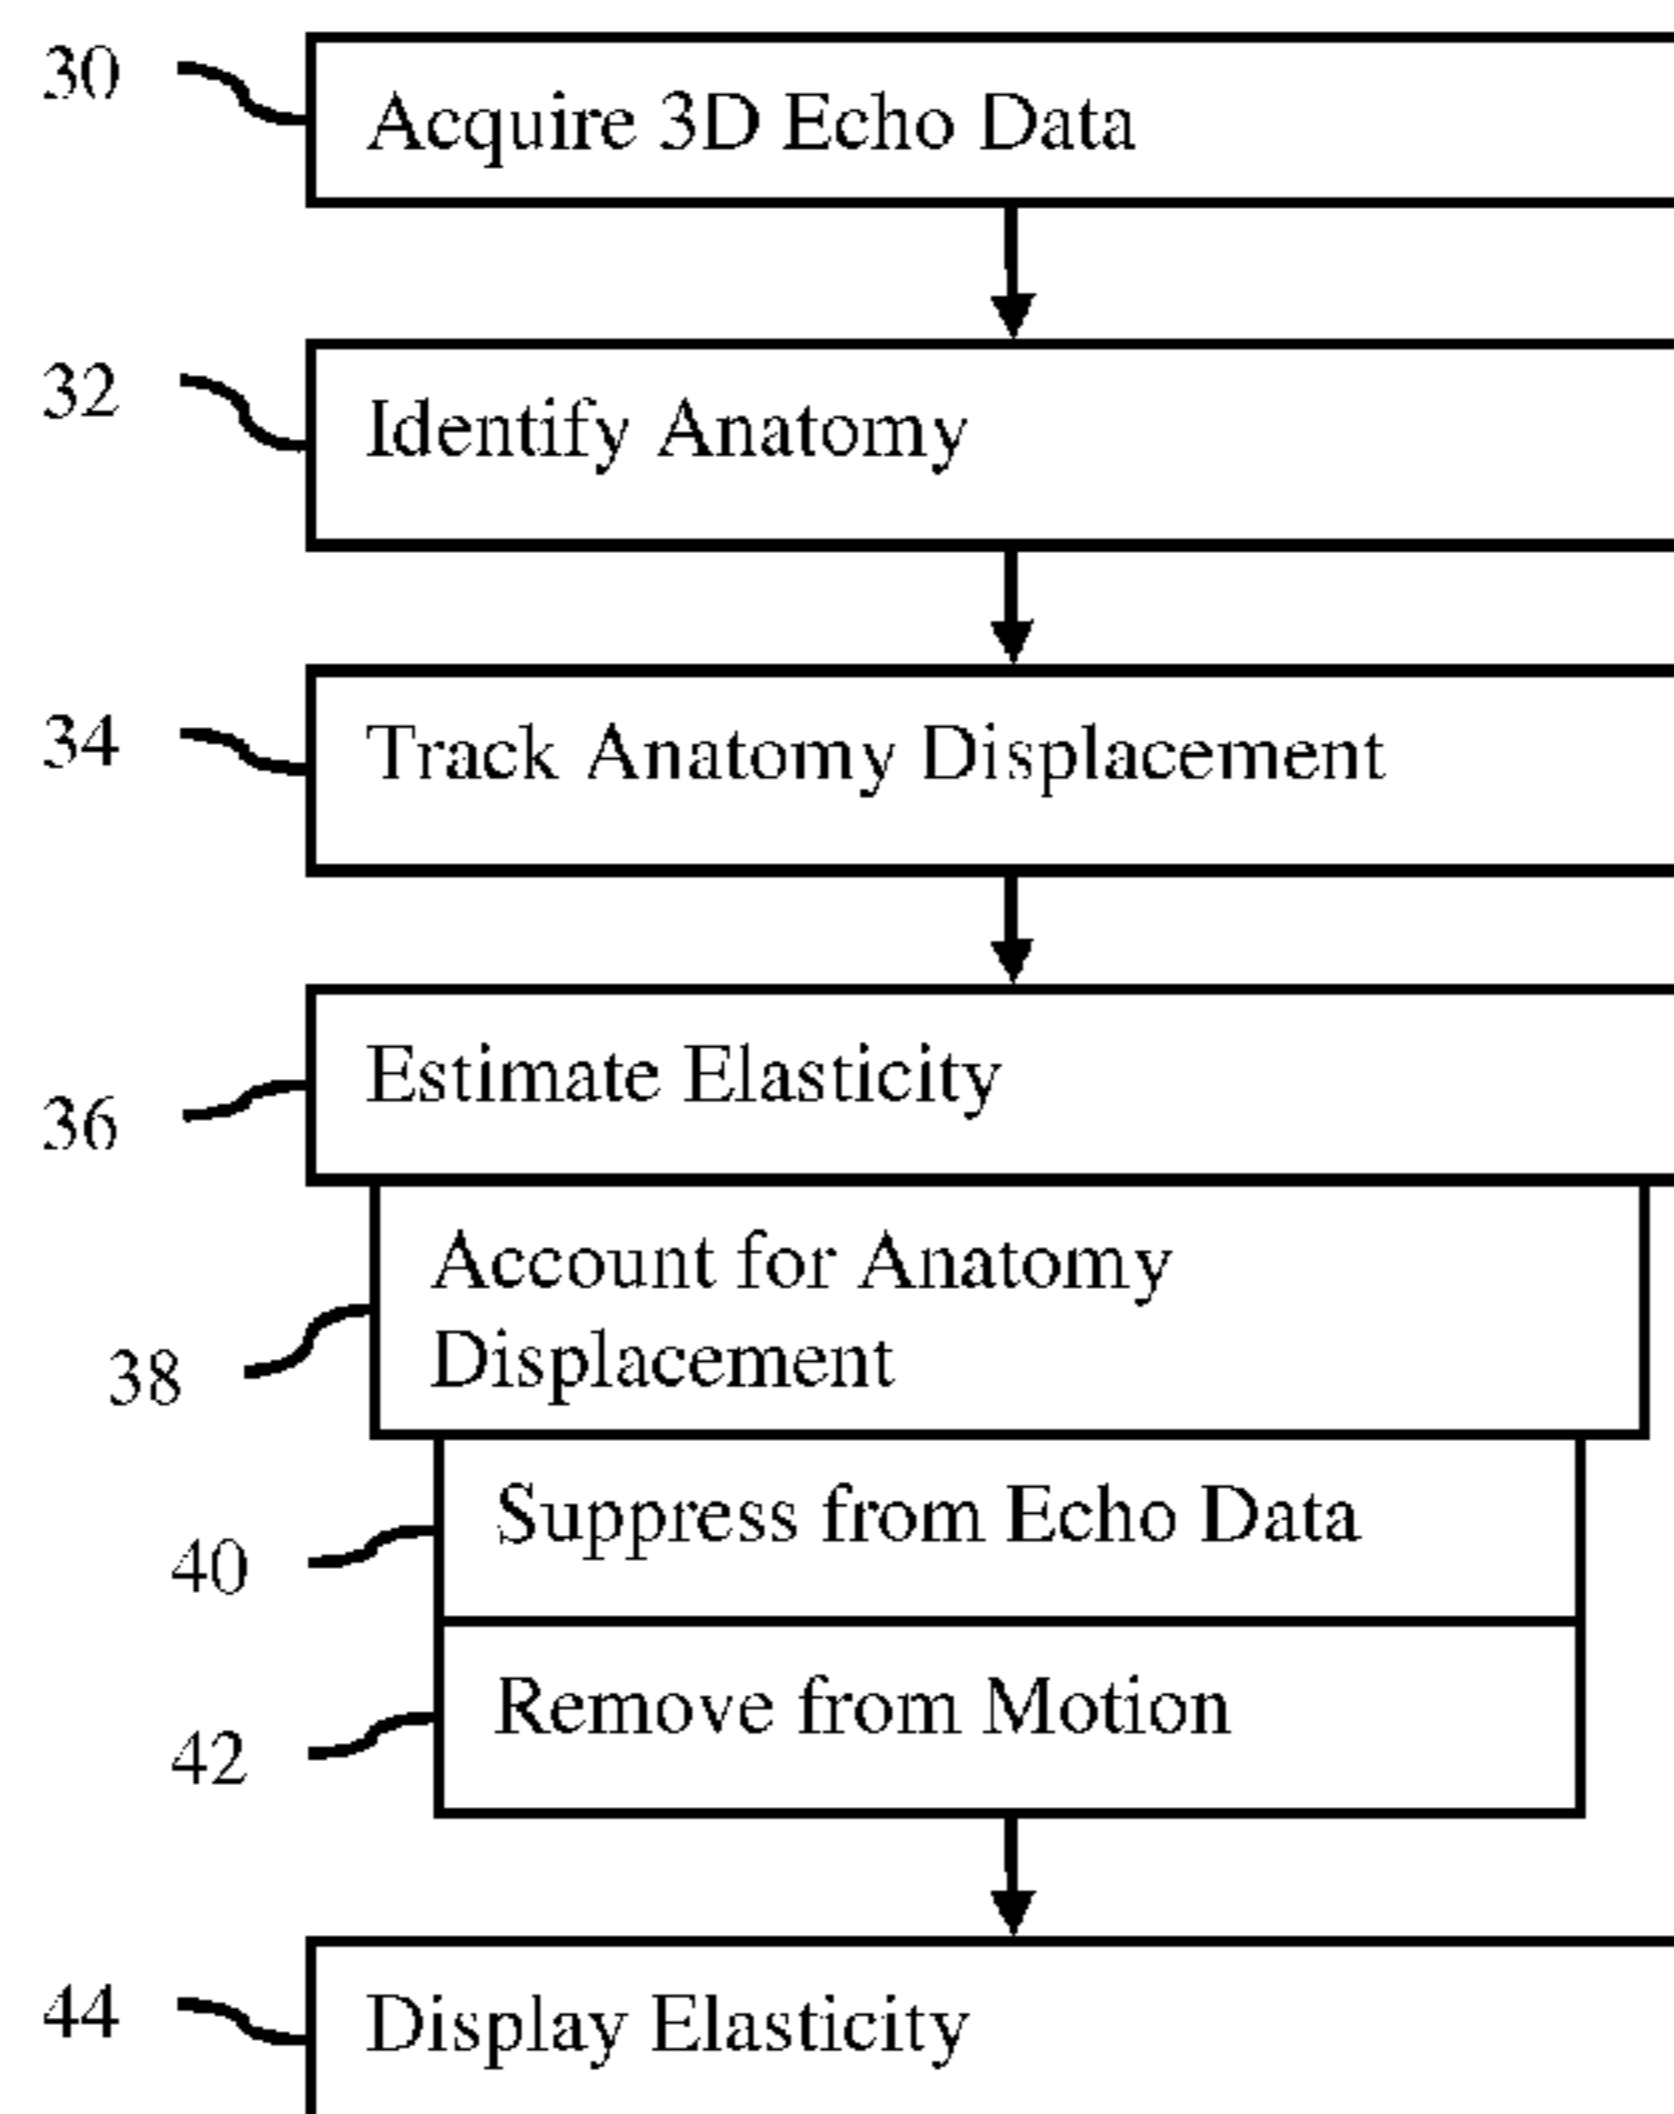 30
Acquire 3D Echo Data
32
Identify Anatomy
34
Track Anatomy Displacement
36
Estimate Elasticity
38
Account for Anatomy
Displacement
40
Suppress from Echo Data
42
Remove from Motion
44
Display Elasticity